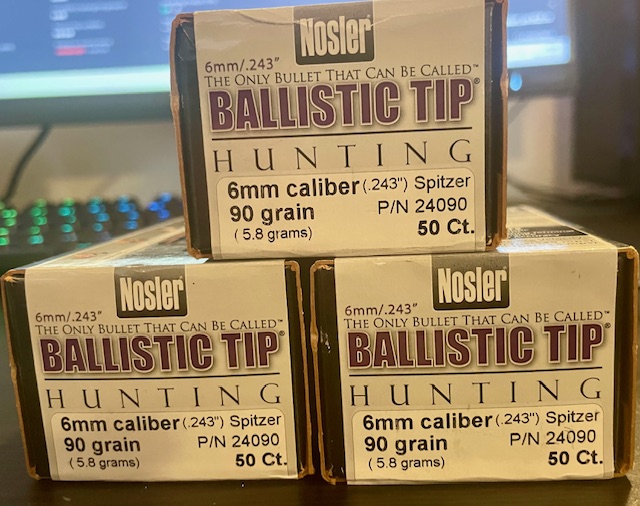 Nosler®
6mm/.243"
The Only Bullet That Can Be Called™
BALLISTIC TIP®
HUNTING
6mm caliber (.243") Spitzer
90 grain P/N 24090
(5.8 grams) 50 Ct.
Nosler®
6mm/.243"
The Only Bullet That Can Be Called™
BALLISTIC TIP®
HUNTING
6mm caliber (.243") Spitzer
90 grain P/N 24090
(5.8 grams) 50 Ct.
Nosler®
6mm/.243"
The Only Bullet That Can Be Called™
BALLISTIC TIP®
HUNTING
6mm caliber (.243") Spitzer
90 grain P/N 24090
(5.8 grams) 50 Ct.